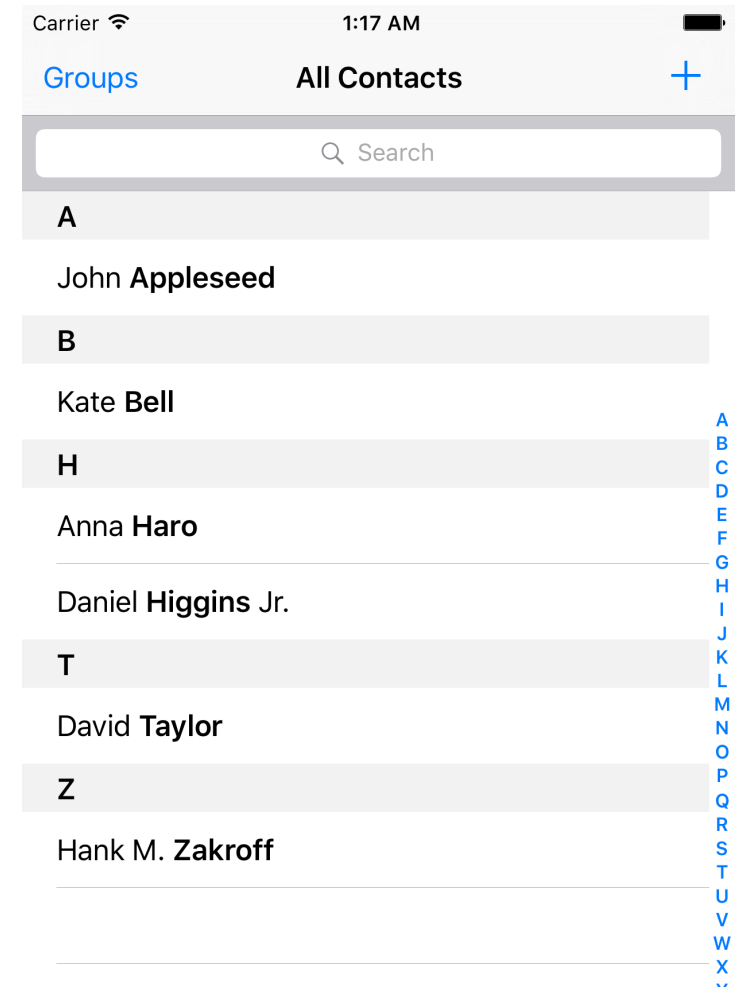 Carrier 1:17 AM
Groups All Contacts +
Search
A
John Appleseed
B
Kate Bell
H
Anna Haro
Daniel Higgins Jr.
T
David Taylor
Z
Hank M. Zakroff
A
B
C
D
E
F
G
H
I
J
K
L
M
N
O
P
Q
R
S
T
U
V
W
X